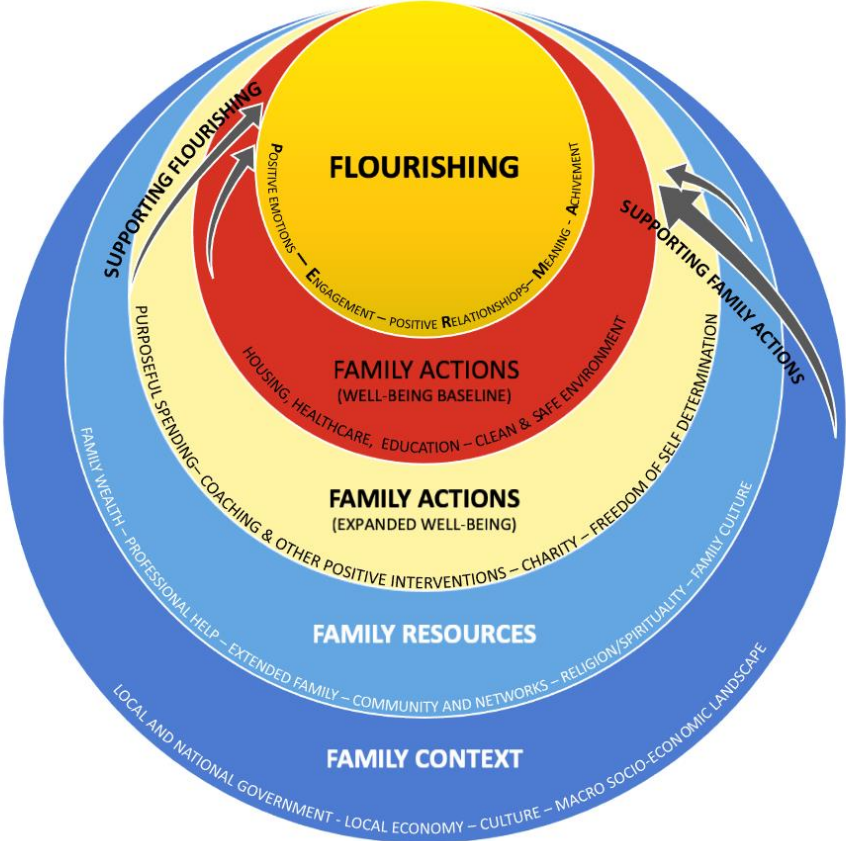 SUPPORTING FLOURISHING
FLOURISHING
POSITIVE EMOTIONS – ENGAGEMENT – POSITIVE RELATIONSHIOPS– MEANING - ACHIVEMENT
SUPPORTING FAMILY ACTIONS
FAMILY ACTIONS
(WELL-BEING BASELINE)
HOUSING, HEALTHCARE, EDUCATION – CLEAN & SAFE ENVIRONMENT
FAMILY ACTIONS
(EXPANDED WELL-BEING)
PURPOSEFUL SPENDING– COACHING & OTHER POSITIVE INTERVENTIONS – CHARITY – FREEDOM OF SELF DETERMINATION
FAMILY RESOURCES
FAMILY WEALTH – PROFESSIONAL HELP – EXTENDED FAMILY – COMMUNITY AND NETWORKS – RELIGION/SPIRITUALITY – FAMILY CULTURE
FAMILY CONTEXT
LOCAL AND NATIONAL GOVERNMENT - LOCAL ECONOMY – CULTURE – MACRO SOCIO-ECONOMIC LANDSCAPE